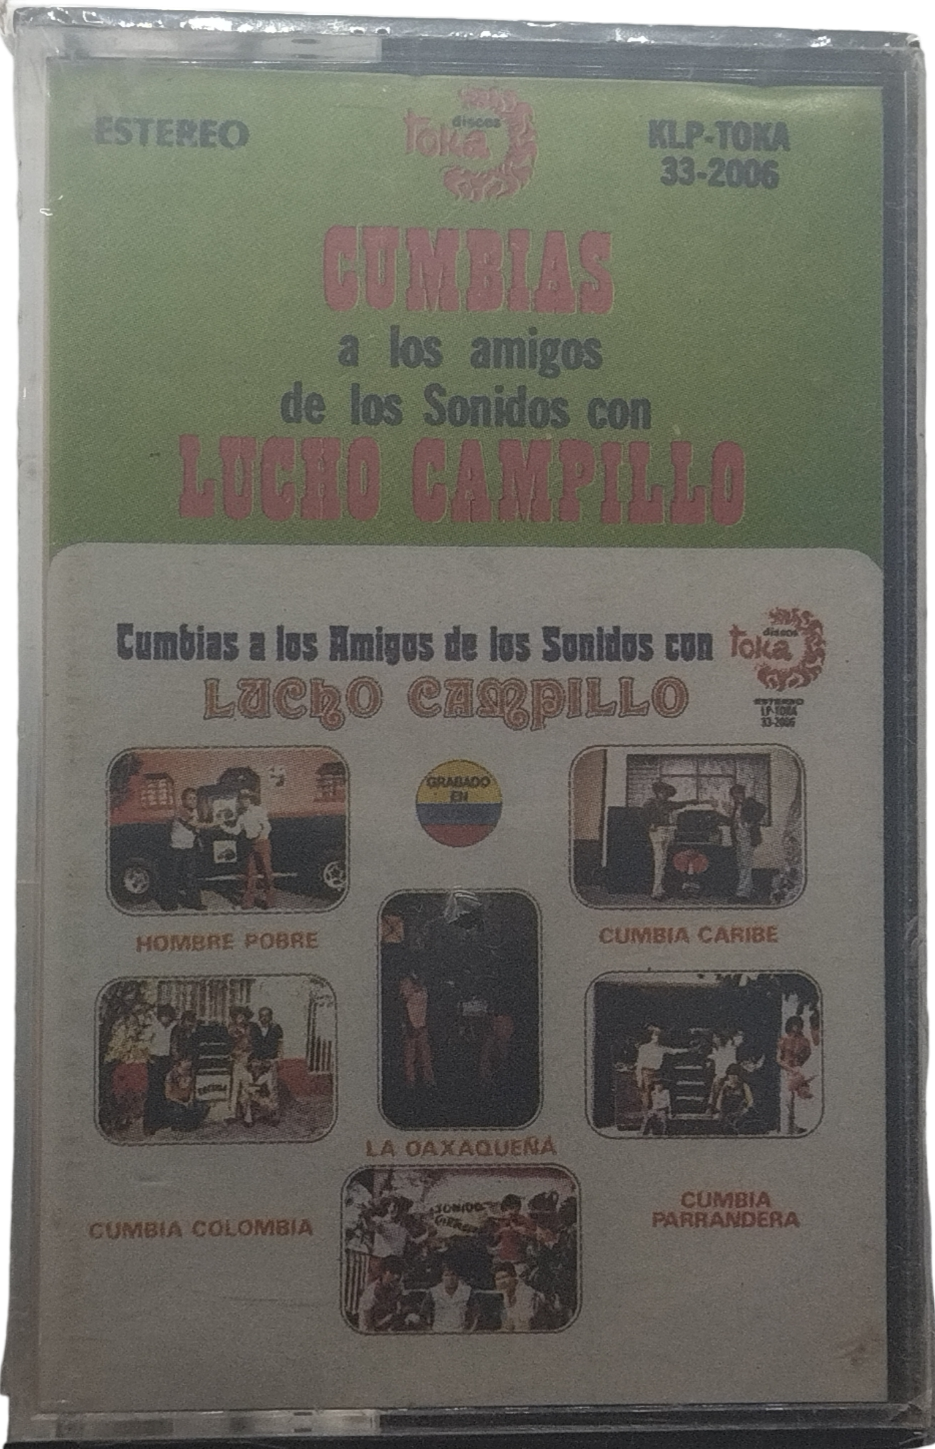 ESTEREO
discos
toka
KLP-TOKA
33-2006
CUMBIAS
a los amigos
de los Sonidos con
LUCHO CAMPILLO
Cumbias a los Amigos de los Sonidos con
LUCHO CAMPILLO
discos
toka
ESTEREO
LP-TOKA
33-2006
GRABADO
EN
HOMBRE POBRE
CUMBIA CARIBE
LA OAXAQUEÑA
CUMBIA COLOMBIA
SONIDO
CUMBIA
PARRANDERA